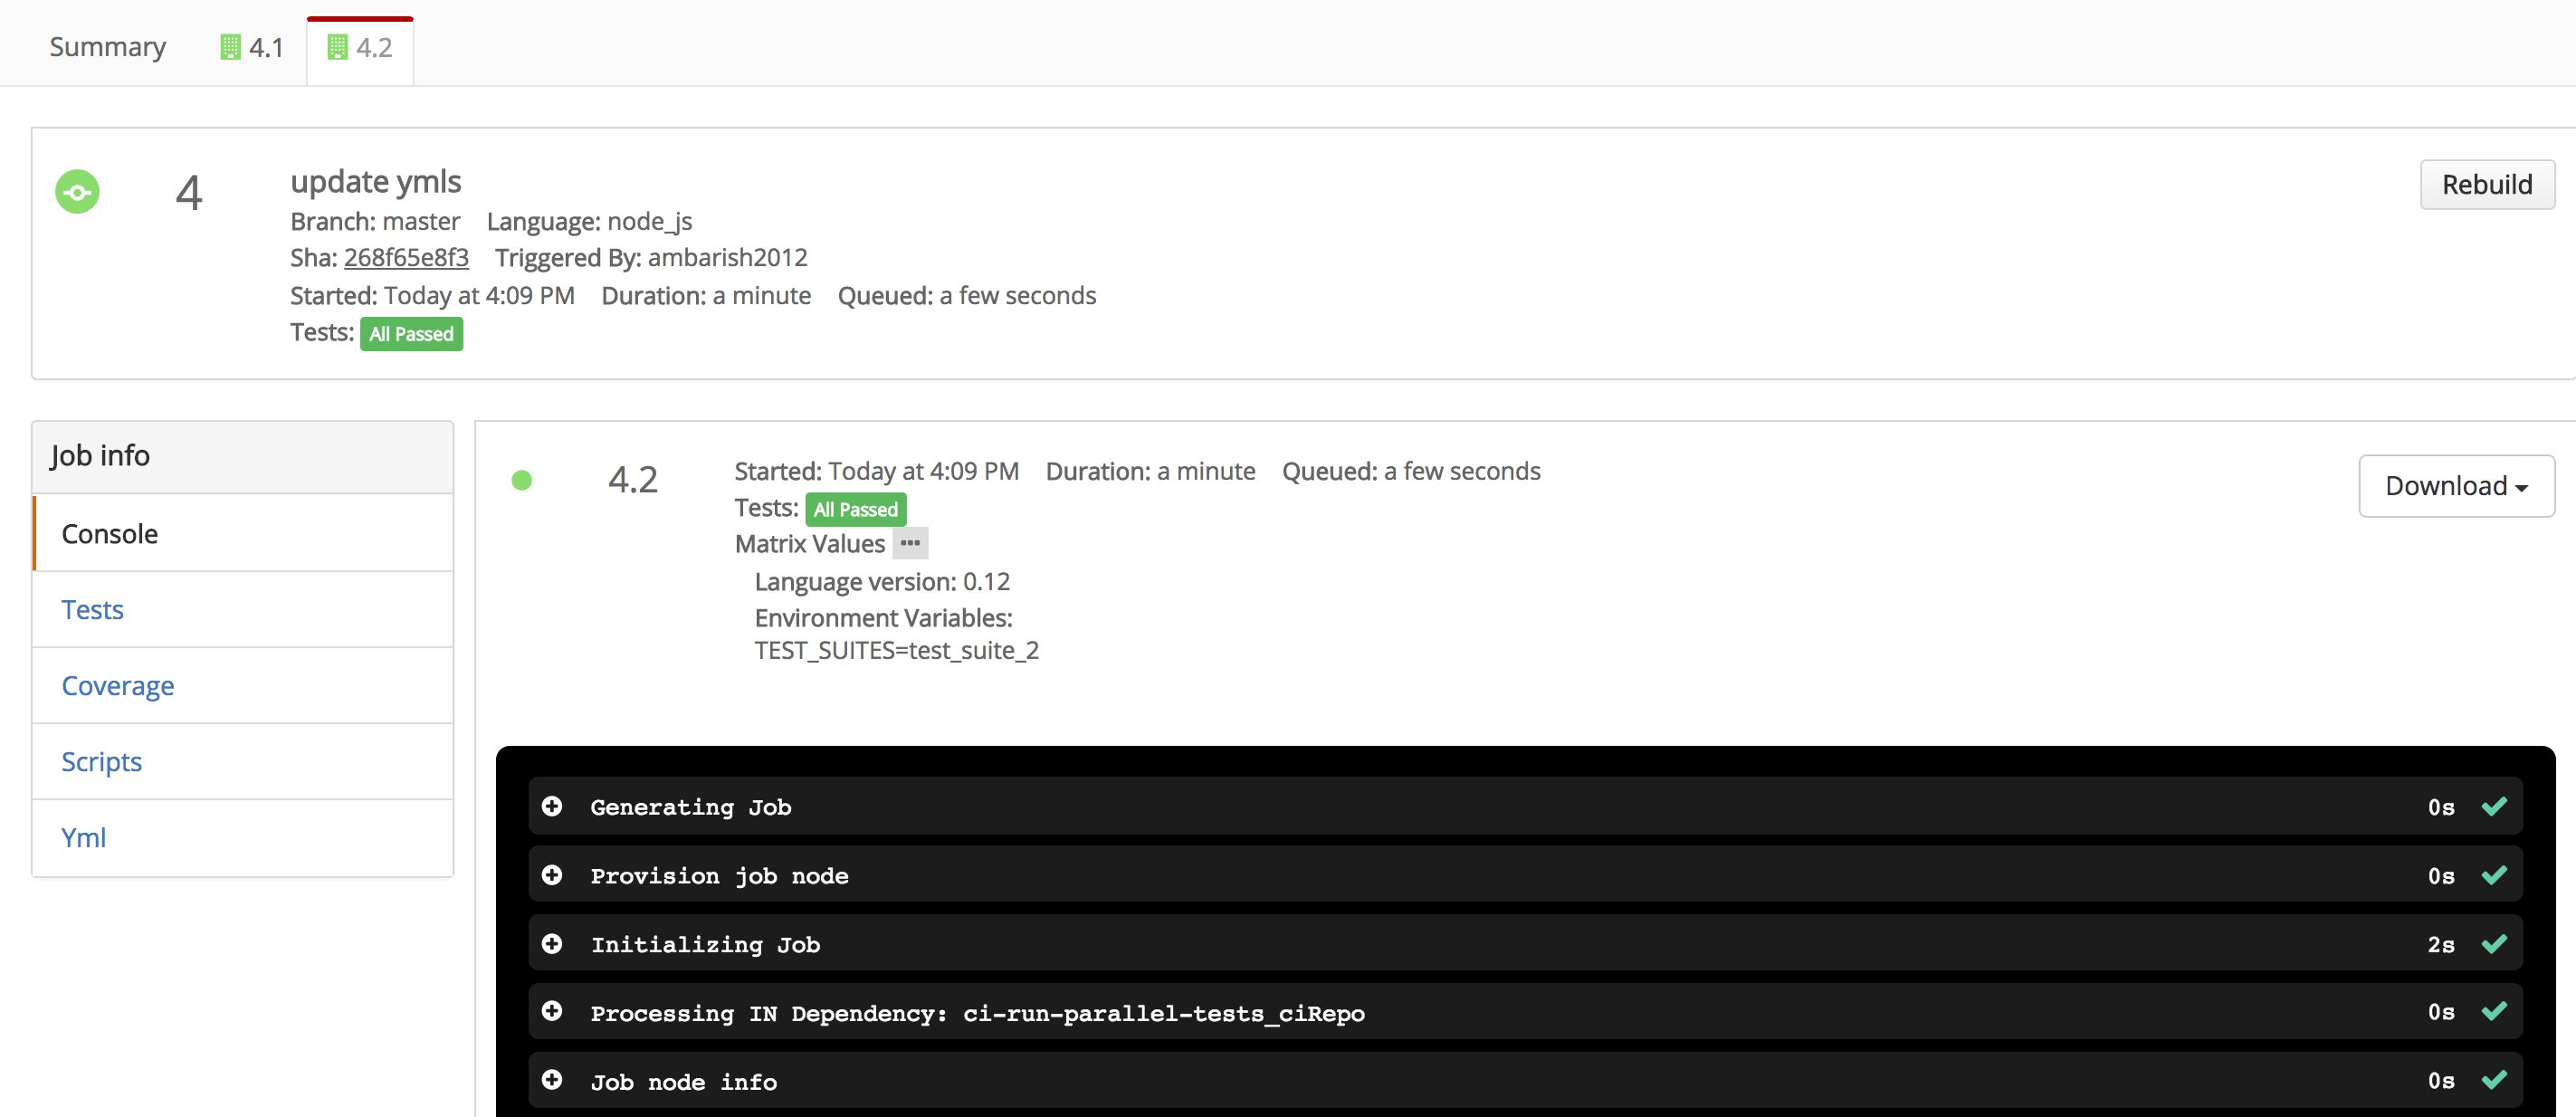 Summary 4.1 4.2
4 update ymls
Branch: master Language: node_js
Sha: 268f65e8f3 Triggered By: ambarish2012
Started: Today at 4:09 PM Duration: a minute Queued: a few seconds
Tests: All Passed
Rebuild
Job info
Console
Tests
Coverage
Scripts
Yml
4.2 Started: Today at 4:09 PM Duration: a minute Queued: a few seconds
Tests: All Passed
Matrix Values
Language version: 0.12
Environment Variables:
TEST_SUITES=test_suite_2
Download
Generating Job 0s
Provision job node 0s
Initializing Job 2s
Processing IN Dependency: ci-run-parallel-tests_ciRepo 0s
Job node info 0s